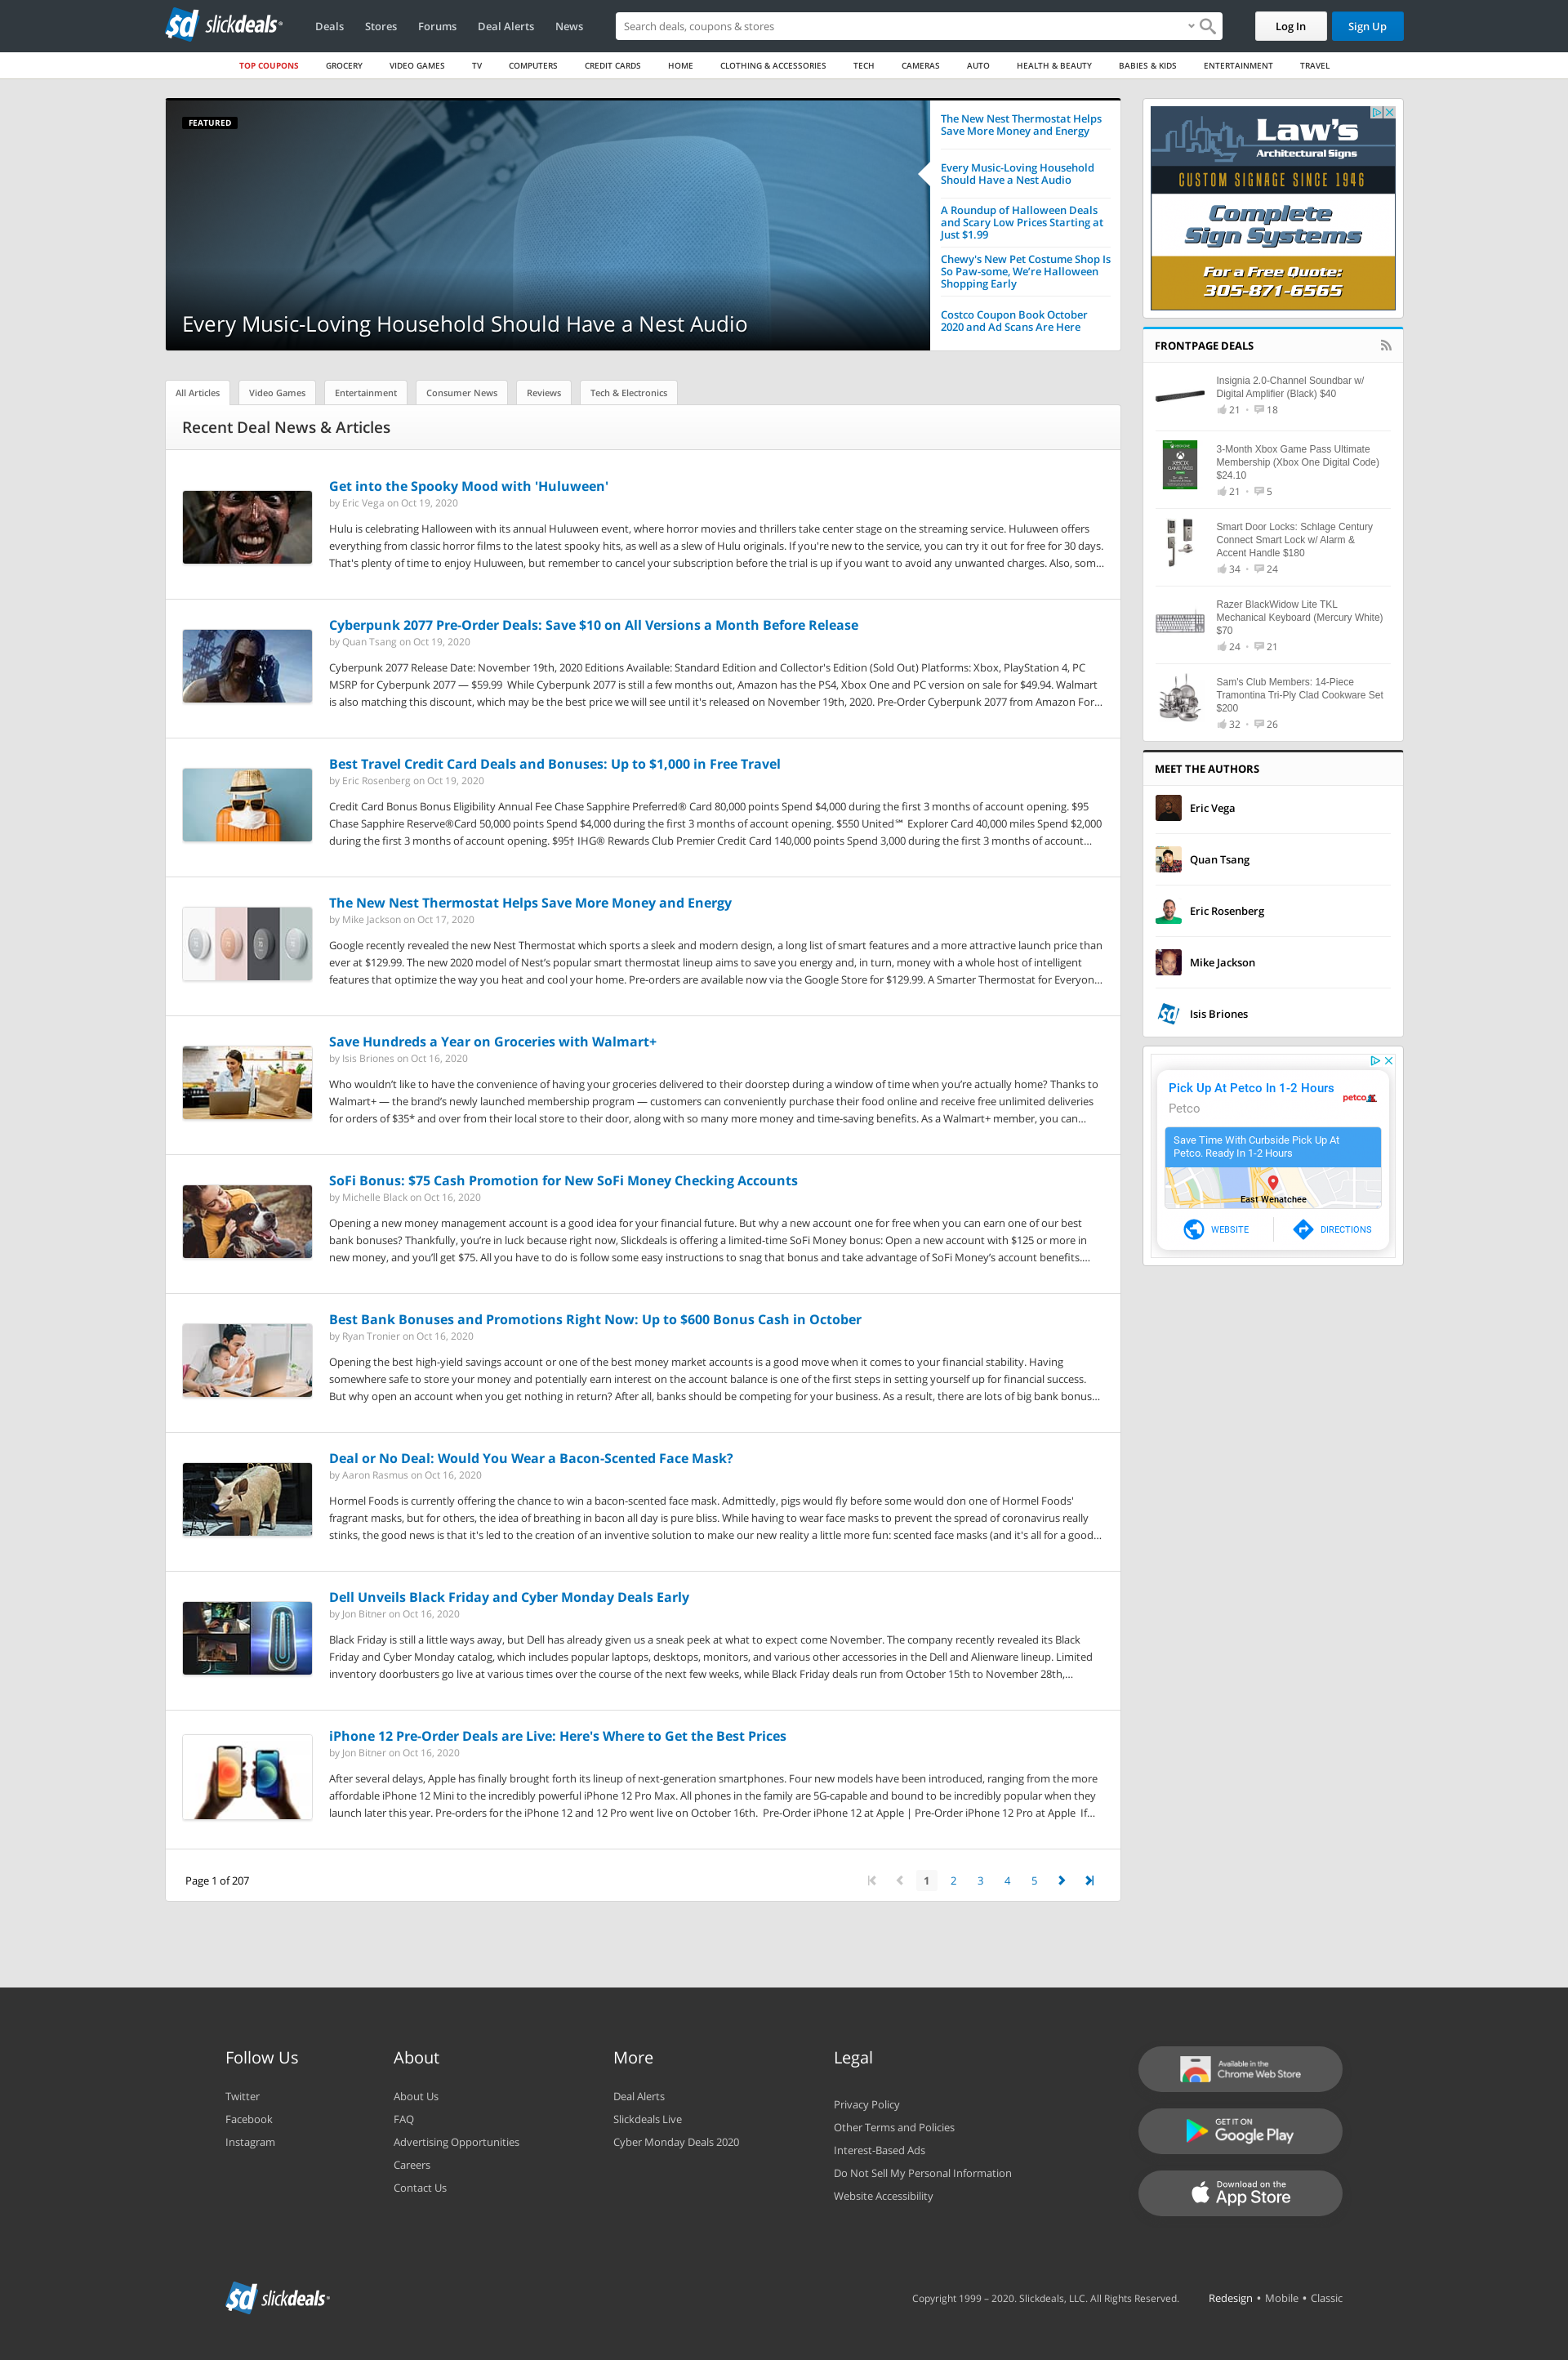 sd slickdeals®
Deals Stores Forums Deal Alerts News
Search deals, coupons & stores
Log In
Sign Up
TOP COUPONS GROCERY VIDEO GAMES TV COMPUTERS CREDIT CARDS HOME CLOTHING & ACCESSORIES TECH CAMERAS AUTO HEALTH & BEAUTY BABIES & KIDS ENTERTAINMENT TRAVEL
FEATURED
Every Music-Loving Household Should Have a Nest Audio
The New Nest Thermostat Helps
Save More Money and Energy
Every Music-Loving Household
Should Have a Nest Audio
A Roundup of Halloween Deals
and Scary Low Prices Starting at
Just $1.99
Chewy's New Pet Costume Shop Is
So Paw-some, We’re Halloween
Shopping Early
Costco Coupon Book October
2020 and Ad Scans Are Here
All Articles Video Games Entertainment Consumer News Reviews Tech & Electronics
Recent Deal News & Articles
Get into the Spooky Mood with 'Huluween'
by Eric Vega on Oct 19, 2020
Hulu is celebrating Halloween with its annual Huluween event, where horror movies and thrillers take center stage on the streaming service. Huluween offers
everything from classic horror films to the latest spooky hits, as well as a slew of Hulu originals. If you're new to the service, you can try it out for free for 30 days.
That's plenty of time to enjoy Huluween, but remember to cancel your subscription before the trial is up if you want to avoid any unwanted charges. Also, som…
Cyberpunk 2077 Pre-Order Deals: Save $10 on All Versions a Month Before Release
by Quan Tsang on Oct 19, 2020
Cyberpunk 2077 Release Date: November 19th, 2020 Editions Available: Standard Edition and Collector's Edition (Sold Out) Platforms: Xbox, PlayStation 4, PC
MSRP for Cyberpunk 2077 — $59.99  While Cyberpunk 2077 is still a few months out, Amazon has the PS4, Xbox One and PC version on sale for $49.94. Walmart
is also matching this discount, which may be the best price we will see until it's released on November 19th, 2020. Pre-Order Cyberpunk 2077 from Amazon For…
Best Travel Credit Card Deals and Bonuses: Up to $1,000 in Free Travel
by Eric Rosenberg on Oct 19, 2020
Credit Card Bonus Bonus Eligibility Annual Fee Chase Sapphire Preferred® Card 80,000 points Spend $4,000 during the first 3 months of account opening. $95
Chase Sapphire Reserve®Card 50,000 points Spend $4,000 during the first 3 months of account opening. $550 United℠ Explorer Card 40,000 miles Spend $2,000
during the first 3 months of account opening. $95† IHG® Rewards Club Premier Credit Card 140,000 points Spend 3,000 during the first 3 months of account…
The New Nest Thermostat Helps Save More Money and Energy
by Mike Jackson on Oct 17, 2020
Google recently revealed the new Nest Thermostat which sports a sleek and modern design, a long list of smart features and a more attractive launch price than
ever at $129.99. The new 2020 model of Nest’s popular smart thermostat lineup aims to save you energy and, in turn, money with a whole host of intelligent
features that optimize the way you heat and cool your home. Pre-orders are available now via the Google Store for $129.99. A Smarter Thermostat for Everyon…
Save Hundreds a Year on Groceries with Walmart+
by Isis Briones on Oct 16, 2020
Who wouldn’t like to have the convenience of having your groceries delivered to their doorstep during a window of time when you’re actually home? Thanks to
Walmart+ — the brand’s newly launched membership program — customers can conveniently purchase their food online and receive free unlimited deliveries
for orders of $35* and over from their local store to their door, along with so many more money and time-saving benefits. As a Walmart+ member, you can…
SoFi Bonus: $75 Cash Promotion for New SoFi Money Checking Accounts
by Michelle Black on Oct 16, 2020
Opening a new money management account is a good idea for your financial future. But why a new account one for free when you can earn one of our best
bank bonuses? Thankfully, you’re in luck because right now, Slickdeals is offering a limited-time SoFi Money bonus: Open a new account with $125 or more in
new money, and you’ll get $75. All you have to do is follow some easy instructions to snag that bonus and take advantage of SoFi Money’s account benefits.…
Best Bank Bonuses and Promotions Right Now: Up to $600 Bonus Cash in October
by Ryan Tronier on Oct 16, 2020
Opening the best high-yield savings account or one of the best money market accounts is a good move when it comes to your financial stability. Having
somewhere safe to store your money and potentially earn interest on the account balance is one of the first steps in setting yourself up for financial success.
But why open an account when you get nothing in return? After all, banks should be competing for your business. As a result, there are lots of big bank bonus…
Deal or No Deal: Would You Wear a Bacon-Scented Face Mask?
by Aaron Rasmus on Oct 16, 2020
Hormel Foods is currently offering the chance to win a bacon-scented face mask. Admittedly, pigs would fly before some would don one of Hormel Foods'
fragrant masks, but for others, the idea of breathing in bacon all day is pure bliss. While having to wear face masks to prevent the spread of coronavirus really
stinks, the good news is that it's led to the creation of an inventive solution to make our new reality a little more fun: scented face masks (and it's all for a good…
Dell Unveils Black Friday and Cyber Monday Deals Early
by Jon Bitner on Oct 16, 2020
Black Friday is still a little ways away, but Dell has already given us a sneak peek at what to expect come November. The company recently revealed its Black
Friday and Cyber Monday catalog, which includes popular laptops, desktops, monitors, and various other accessories in the Dell and Alienware lineup. Limited
inventory doorbusters go live at various times over the course of the next few weeks, while Black Friday deals run from October 15th to November 28th,…
iPhone 12 Pre-Order Deals are Live: Here's Where to Get the Best Prices
by Jon Bitner on Oct 16, 2020
After several delays, Apple has finally brought forth its lineup of next-generation smartphones. Four new models have been introduced, ranging from the more
affordable iPhone 12 Mini to the incredibly powerful iPhone 12 Pro Max. All phones in the family are 5G-capable and bound to be incredibly popular when they
launch later this year. Pre-orders for the iPhone 12 and 12 Pro went live on October 16th.  Pre-Order iPhone 12 at Apple | Pre-Order iPhone 12 Pro at Apple  If…
Page 1 of 207
1 2 3 4 5
Law's
Architectural Signs
CUSTOM SIGNAGE SINCE 1946
Complete
Sign Systems
For a Free Quote:
305-871-6565
FRONTPAGE DEALS
Insignia 2.0-Channel Soundbar w/
Digital Amplifier (Black) $40
21 • 18
XBOX
GAME PASS
3-Month Xbox Game Pass Ultimate
Membership (Xbox One Digital Code)
$24.10
21 • 5
Smart Door Locks: Schlage Century
Connect Smart Lock w/ Alarm &
Accent Handle $180
34 • 24
Razer BlackWidow Lite TKL
Mechanical Keyboard (Mercury White)
$70
24 • 21
Sam's Club Members: 14-Piece
Tramontina Tri-Ply Clad Cookware Set
$200
32 • 26
MEET THE AUTHORS
Eric Vega
Quan Tsang
Eric Rosenberg
Mike Jackson
sd Isis Briones
Pick Up At Petco In 1-2 Hours
Petco
petco
Save Time With Curbside Pick Up At
Petco. Ready In 1-2 Hours
East Wenatchee
WEBSITE
DIRECTIONS
Follow Us
Twitter
Facebook
Instagram
About
About Us
FAQ
Advertising Opportunities
Careers
Contact Us
More
Deal Alerts
Slickdeals Live
Cyber Monday Deals 2020
Legal
Privacy Policy
Other Terms and Policies
Interest-Based Ads
Do Not Sell My Personal Information
Website Accessibility
Available in the
Chrome Web Store
GET IT ON
Google Play
Download on the
App Store
sd slickdeals®
Copyright 1999 – 2020. Slickdeals, LLC. All Rights Reserved.
Redesign • Mobile • Classic